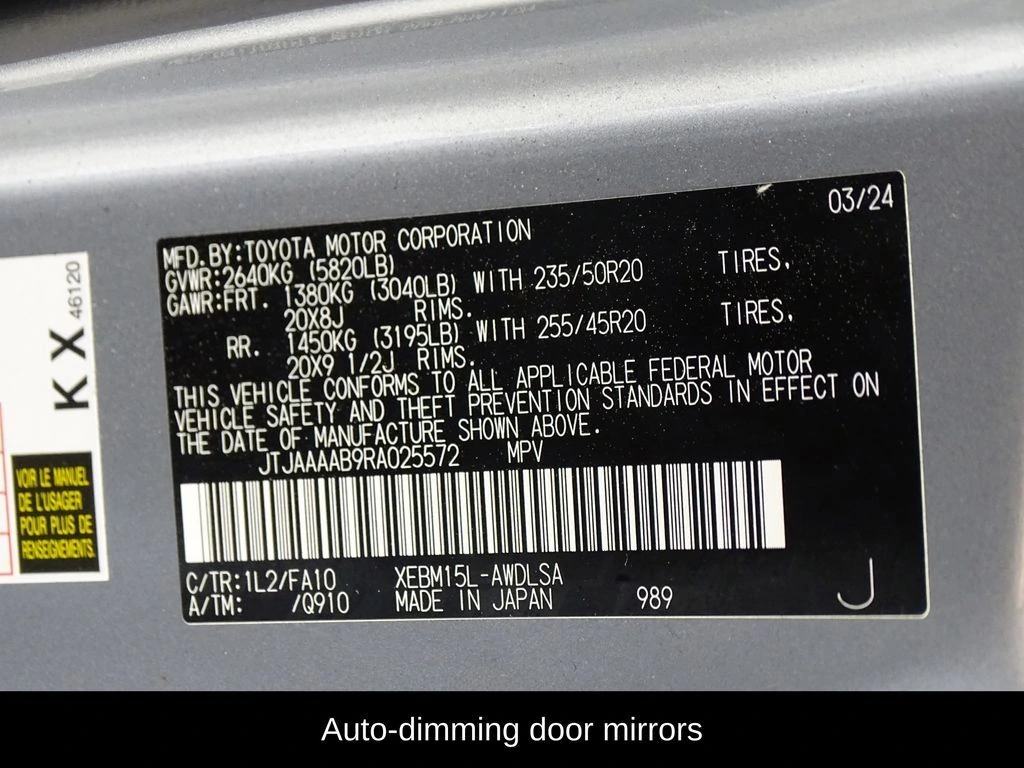 03/24
MFD.BY:TOYOTA MOTOR CORPORATION
GVWR:2640KG (5820LB)
GAWR:FRT. 1380KG (3040LB) WITH 235/50R20 TIRES,
20X8J RIMS.
RR. 1450KG (3195LB) WITH 255/45R20 TIRES,
20X9 1/2J RIMS.
THIS VEHICLE CONFORMS TO ALL APPLICABLE FEDERAL MOTOR
VEHICLE SAFETY AND THEFT PREVENTION STANDARDS IN EFFECT ON
THE DATE OF MANUFACTURE SHOWN ABOVE.
JTJAAAAB9RA025572 MPV
C/TR:1L2/FA10 XEBM15L-AWDLSA
A/TM: /Q910 MADE IN JAPAN 989 J
KX 46120
VOIR LE MANUEL
DE L'USAGER
POUR PLUS DE
RENSEIGNEMENTS.
Auto-dimming door mirrors